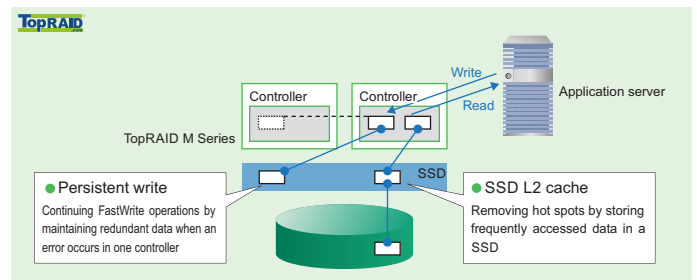 TopRAID
.com
Write
Controller
Controller
Application server
Read
TopRAID M Series
SSD
Persistent write
SSD L2 cache
Continuing FastWrite operations by
maintaining redundant data when an
error occurs in one controller
Removing hot spots by storing
frequently accessed data in a
SSD